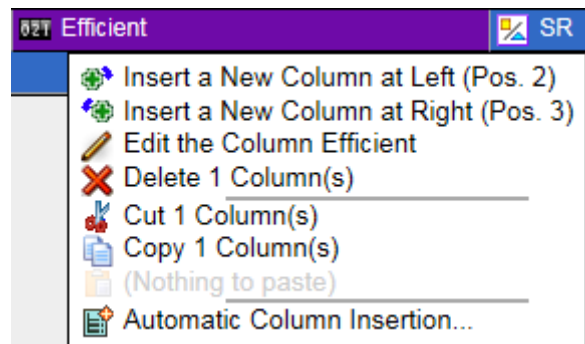 Efficient SR
Insert a New Column at Left (Pos. 2)
Insert a New Column at Right (Pos. 3)
Edit the Column Efficient
Delete 1 Column(s)
Cut 1 Column(s)
Copy 1 Column(s)
(Nothing to paste)
Automatic Column Insertion...